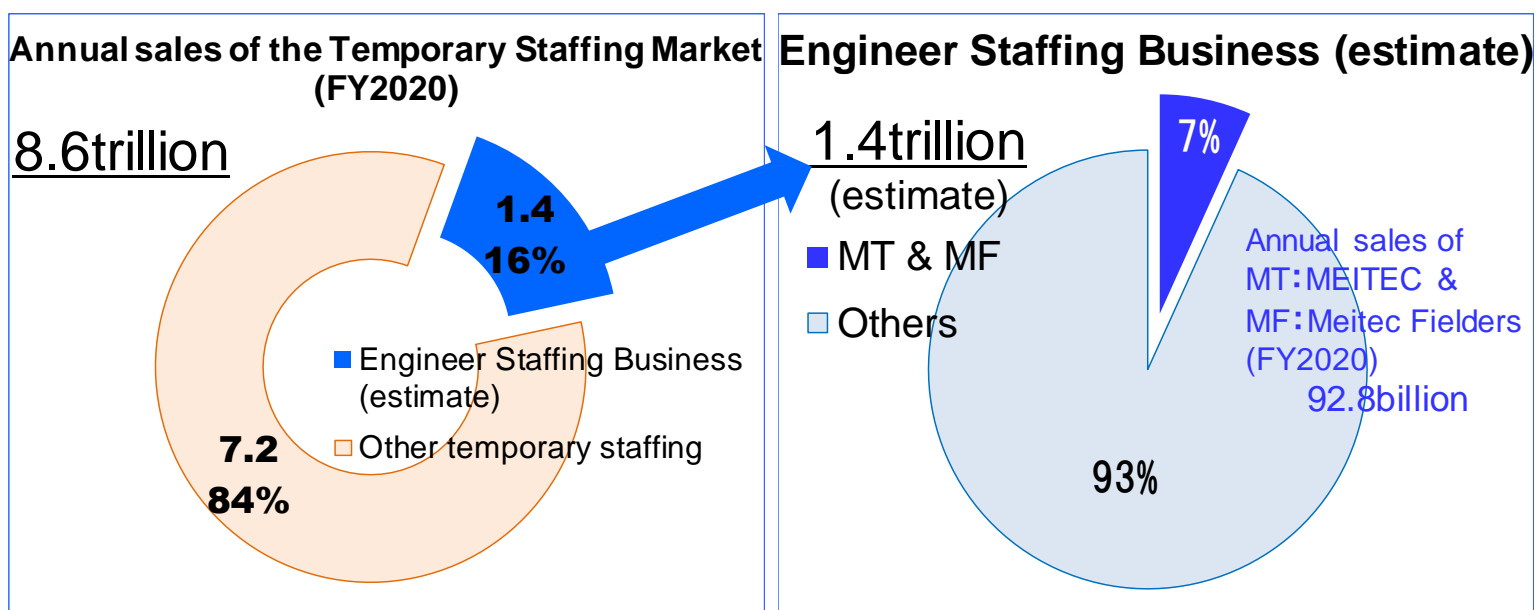 Annual sales of the Temporary Staffing Market
(FY2020)
8.6trillion
1.4
16%
Engineer Staffing Business
(estimate)
Other temporary staffing
7.2
84%
Engineer Staffing Business (estimate)
7%
1.4trillion
(estimate)
MT & MF
Others
Annual sales of
MT:MEITEC &
MF:Meitec Fielders
(FY2020)
92.8billion
93%